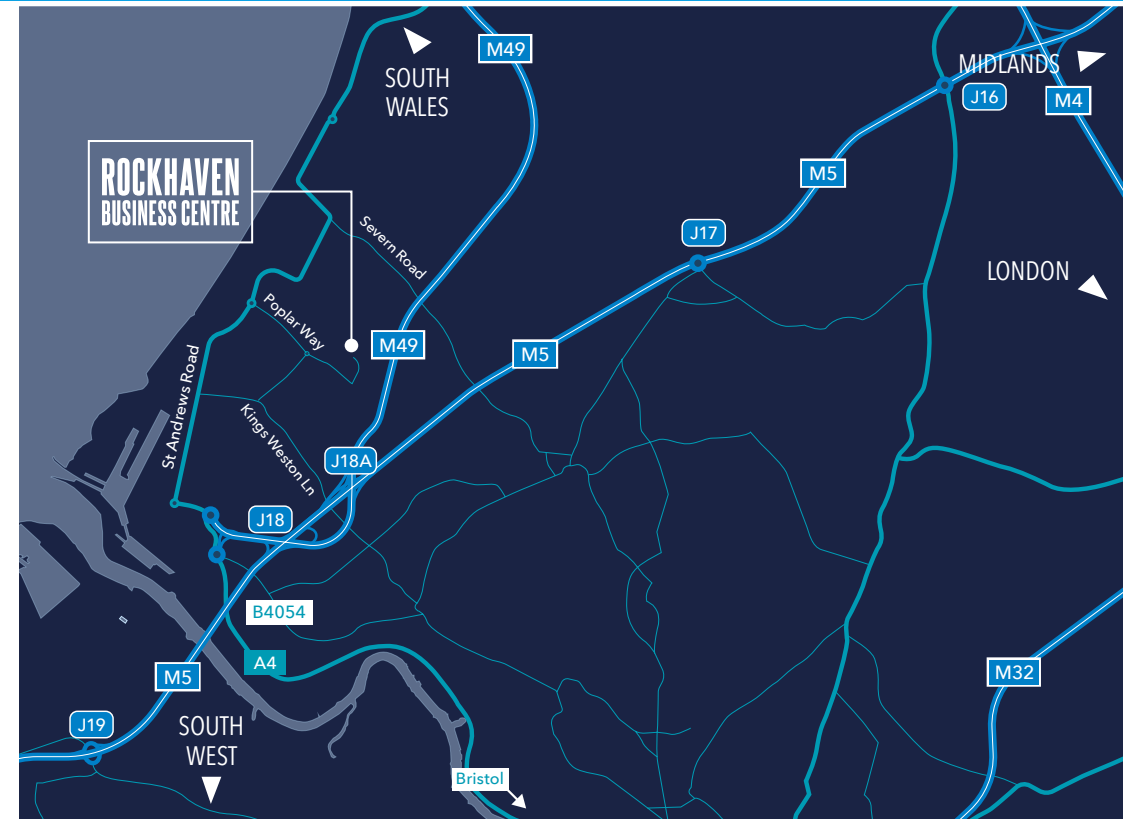 M49
MIDLANDS
SOUTH
WALES
J16
M4
ROCKHAVEN
BUSINESS CENTRE
M5
Severn Road
J17
LONDON
Poplar Way
M49
M5
St Andrews Road
Kings Weston Ln
J18A
J18
B4054
A4
M5
M32
J19
SOUTH
WEST
Bristol